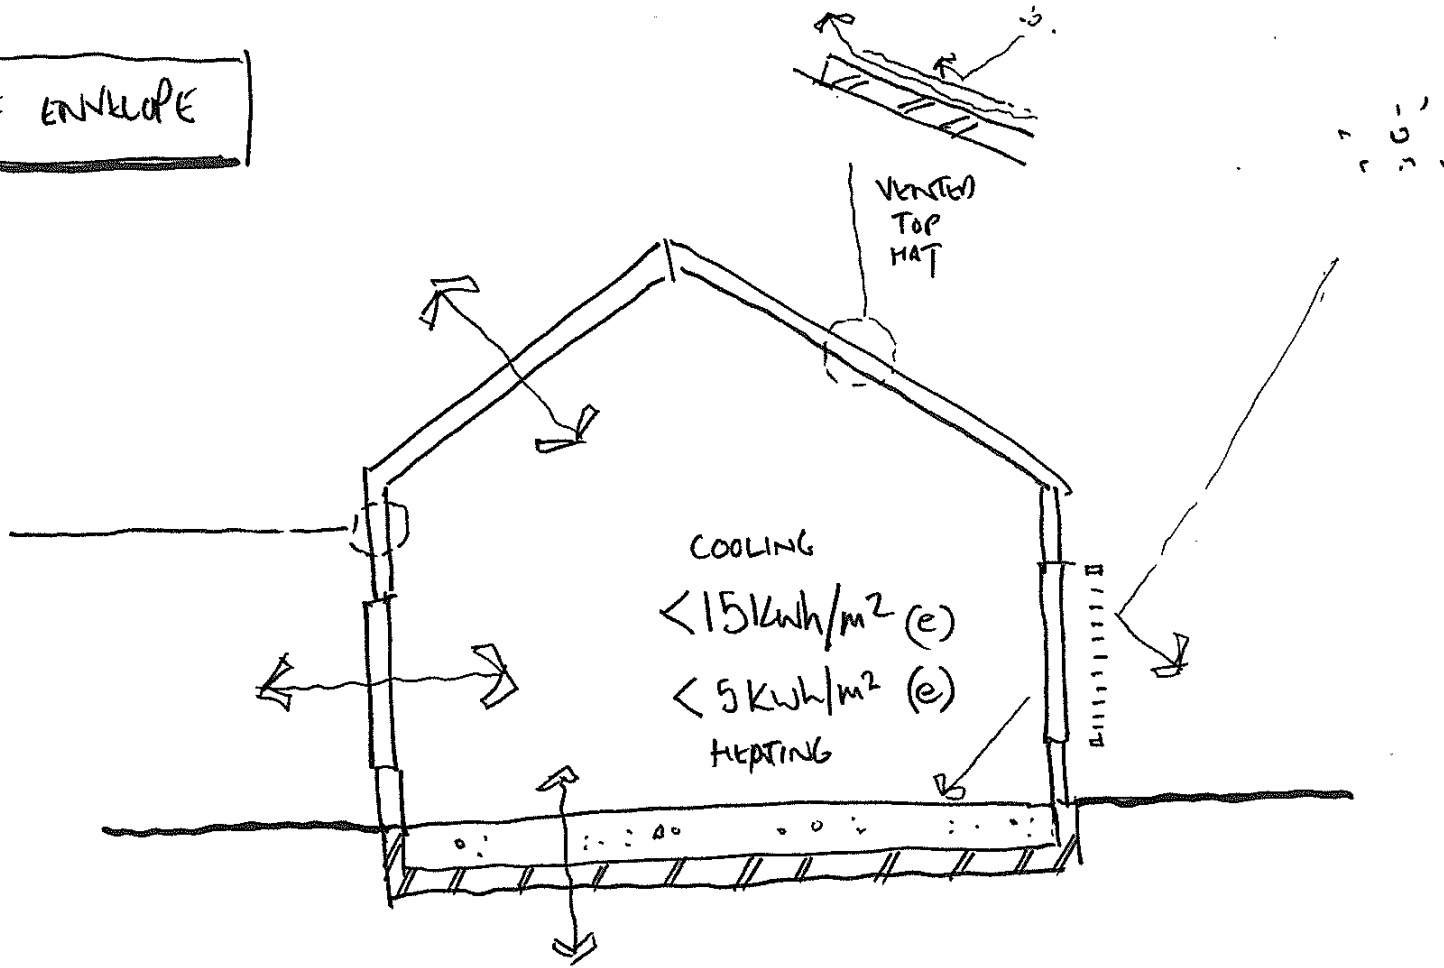 ENVELOPE
VENTED
TOP
HAT
COOLING
<15kWh/m² (e)
<5kWh/m² (e)
HEATING